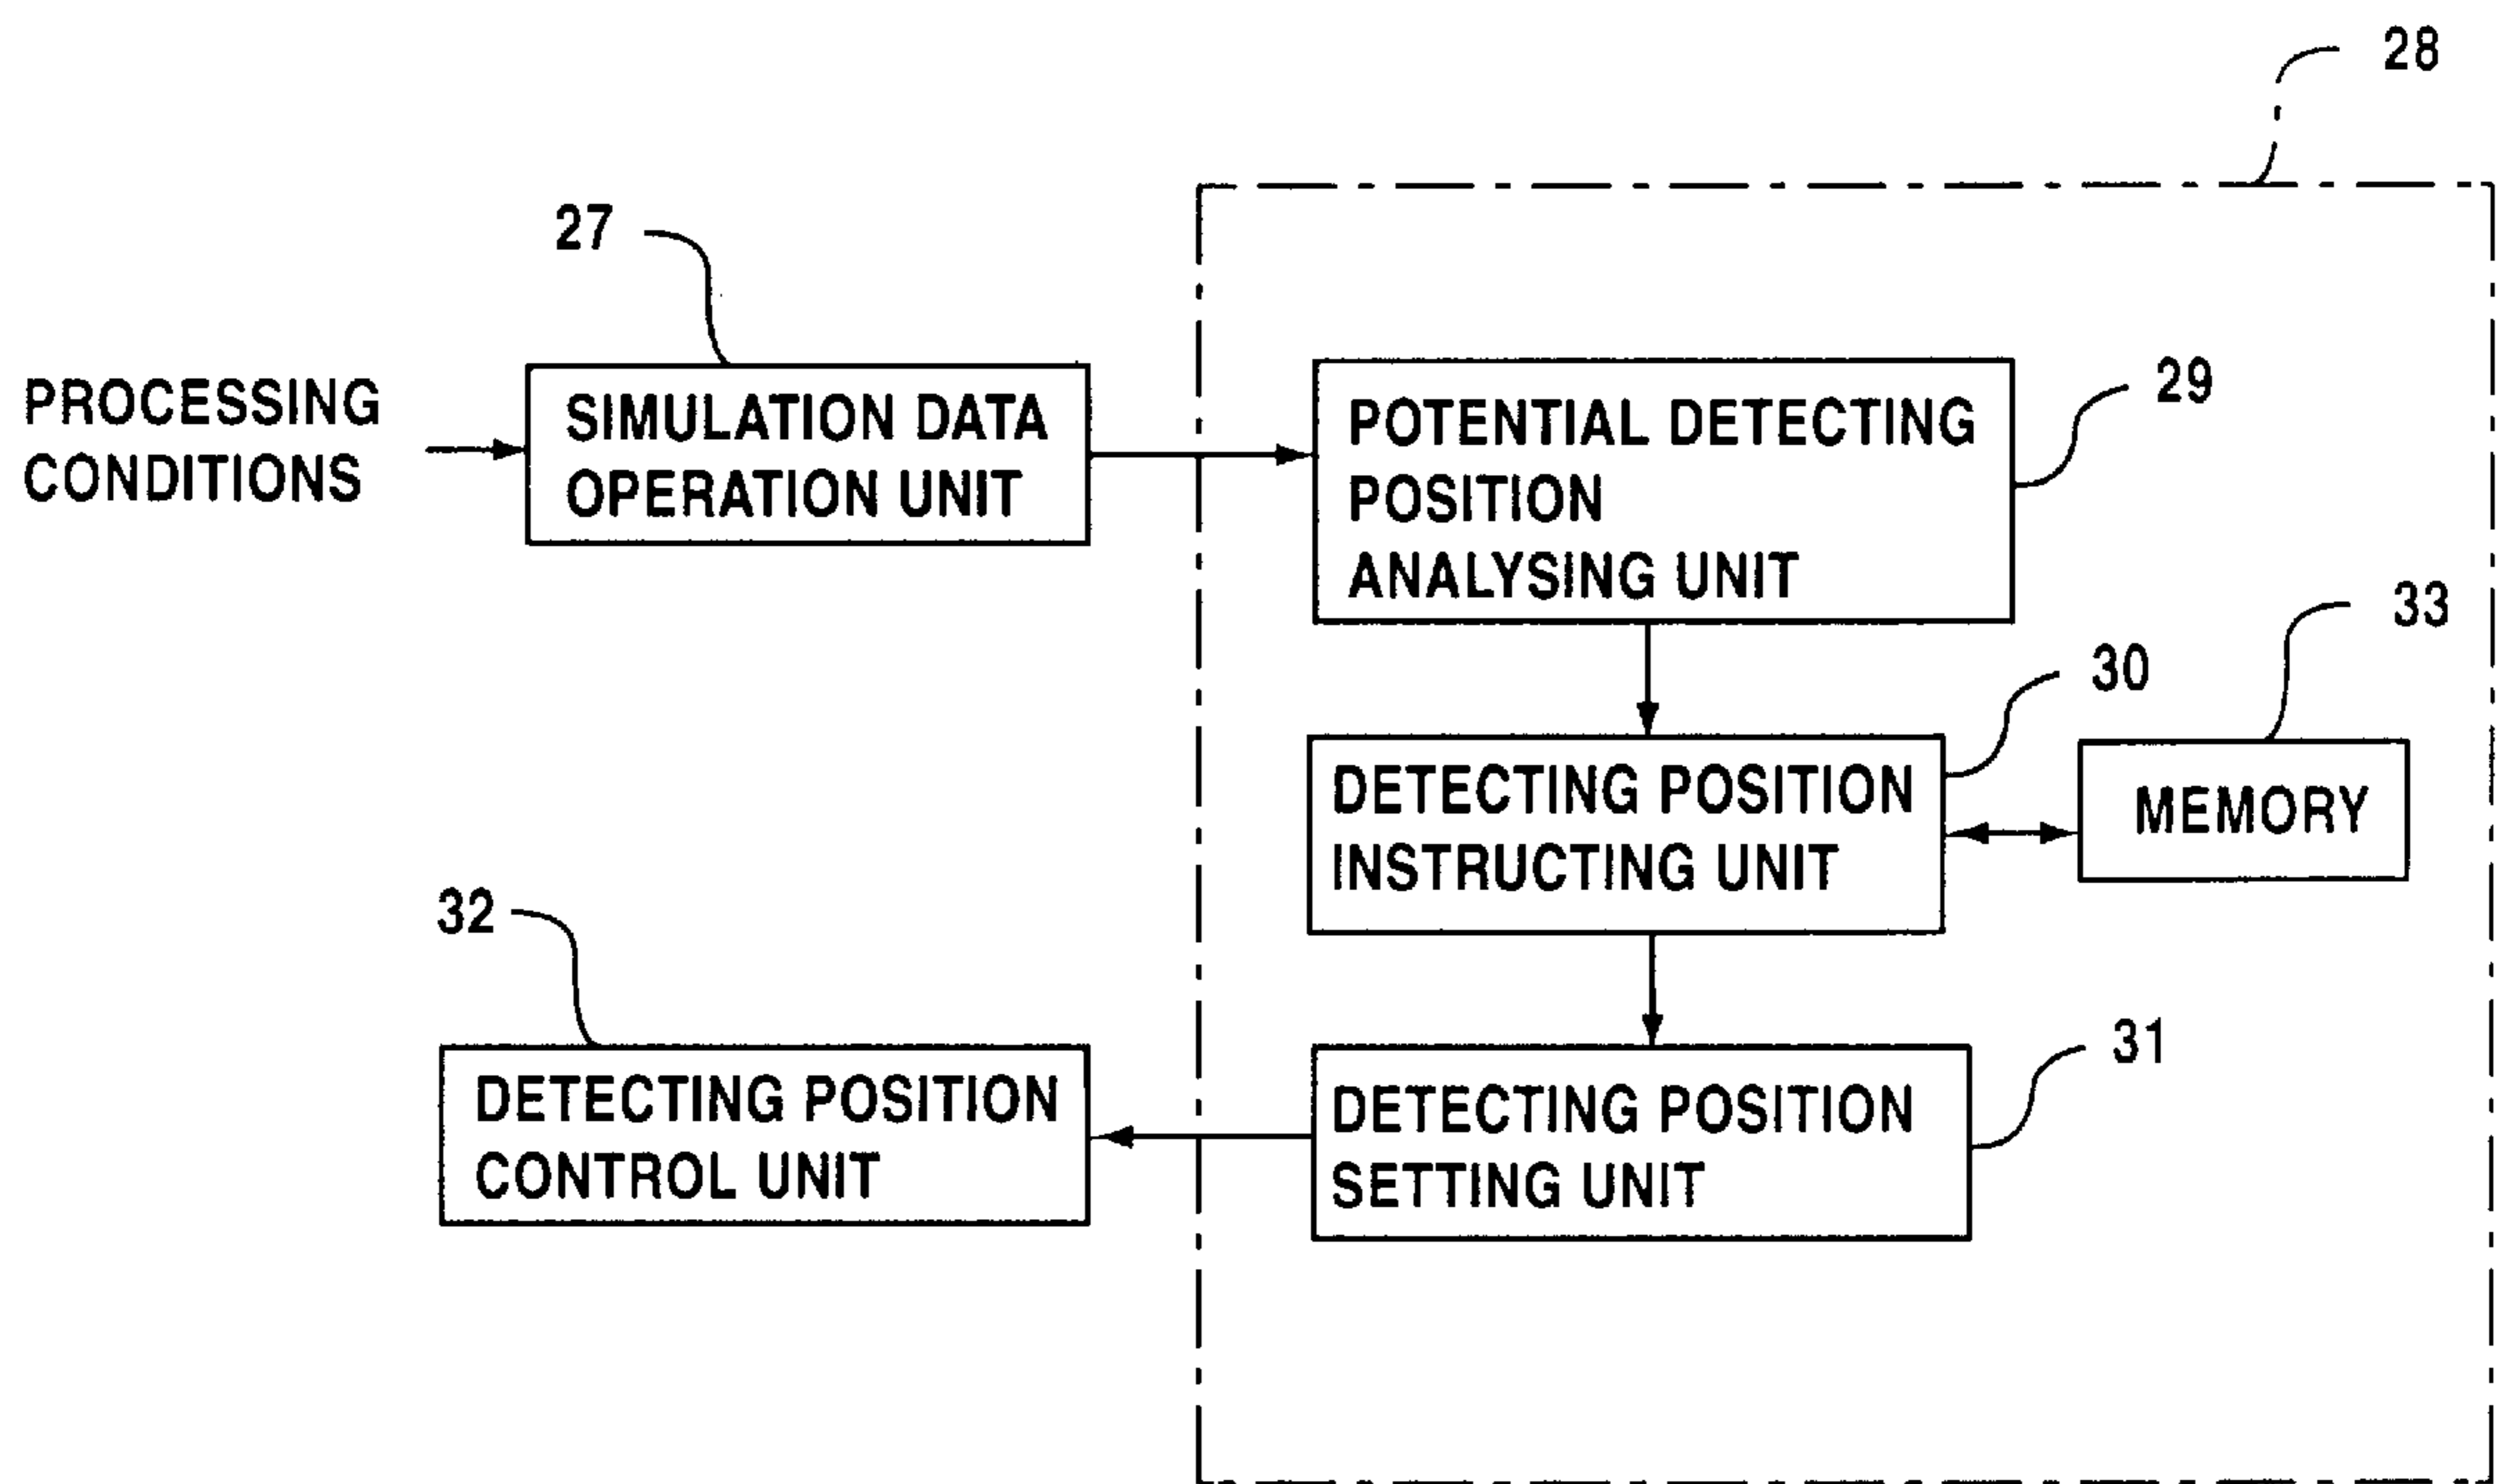 28
27
PROCESSING
CONDITIONS
SIMULATION DATA
OPERATION UNIT
POTENTIAL DETECTING
POSITION
ANALYSING UNIT
29
33
30
DETECTING POSITION
INSTRUCTING UNIT
MEMORY
32
31
DETECTING POSITION
CONTROL UNIT
DETECTING POSITION
SETTING UNIT